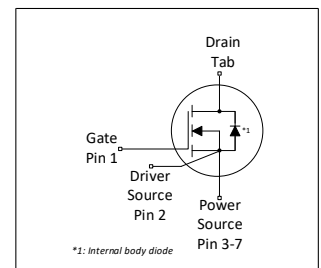 Drain
Tab
*1
Gate
Pin 1
Driver
Source
Pin 2
Power
Source
Pin 3-7
*1: Internal body diode